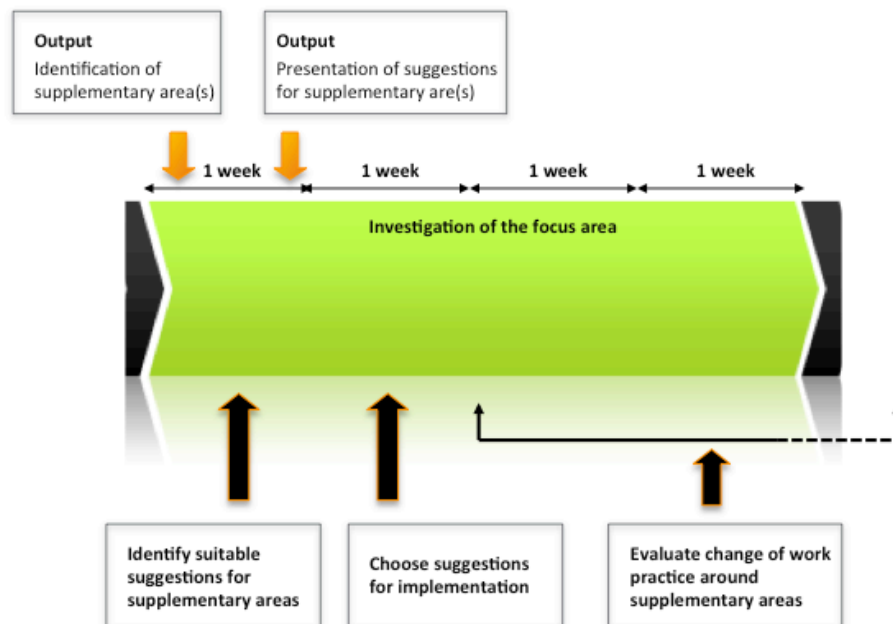 Output
Identification of
supplementary area(s)
Output
Presentation of suggestions
for supplementary are(s)
1 week
1 week
1 week
1 week
Investigation of the focus area
Identify suitable
suggestions for
supplementary areas
Choose suggestions
for implementation
Evaluate change of work
practice around
supplementary areas